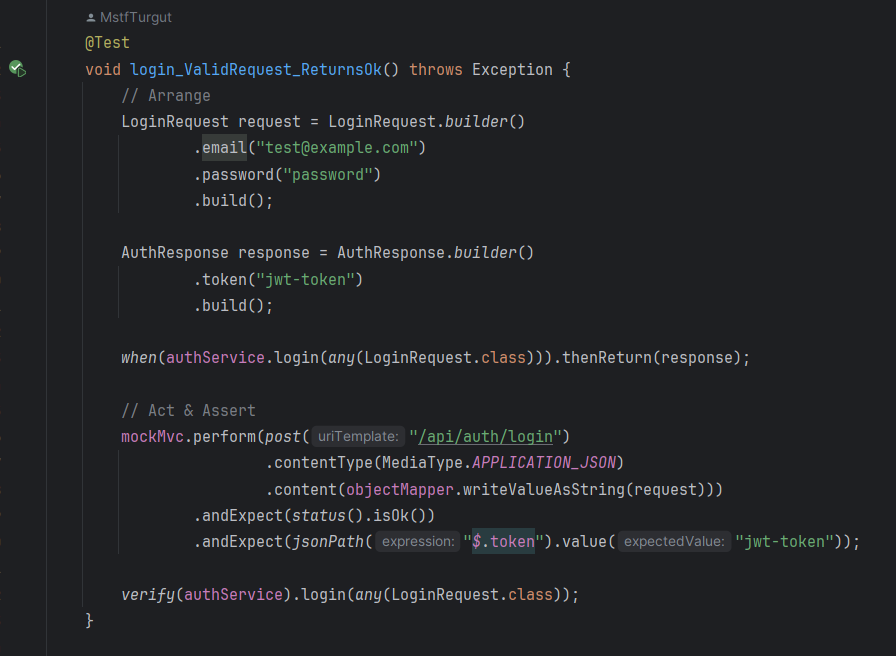 MstfTurgut
@Test
void login_ValidRequest_ReturnsOk() throws Exception {
// Arrange
LoginRequest request = LoginRequest.builder()
.email("test@example.com")
.password("password")
.build();
AuthResponse response = AuthResponse.builder()
.token("jwt-token")
.build();
when(authService.login(any(LoginRequest.class))).thenReturn(response);
// Act & Assert
mockMvc.perform(post( uriTemplate: "/api/auth/login")
.contentType(MediaType.APPLICATION_JSON)
.content(objectMapper.writeValueAsString(request)))
.andExpect(status().isOk())
.andExpect(jsonPath( expression: "$.token").value( expectedValue: "jwt-token"));
verify(authService).login(any(LoginRequest.class));
}